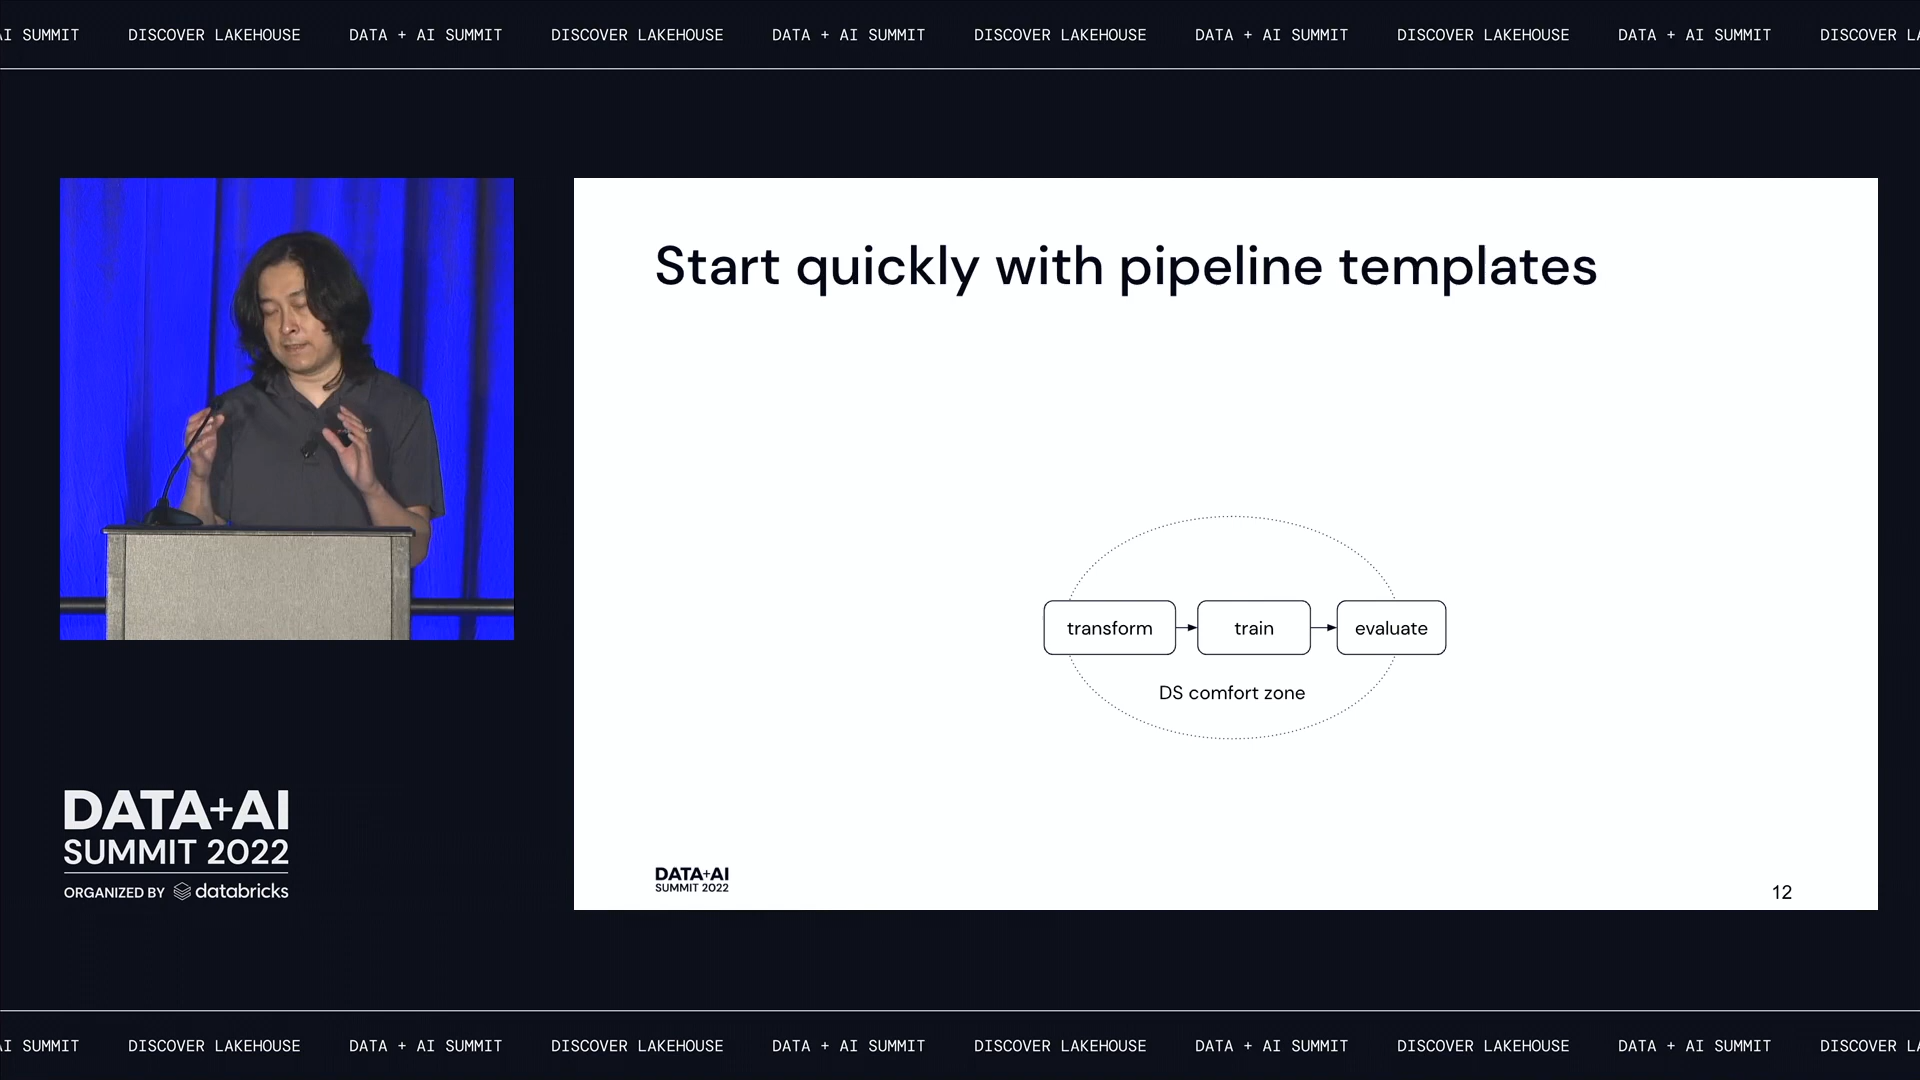 AI SUMMIT DISCOVER LAKEHOUSE DATA + AI SUMMIT DISCOVER LAKEHOUSE DATA + AI SUMMIT DISCOVER LAKEHOUSE DATA + AI SUMMIT DISCOVER LAKEHOUSE DATA + AI SUMMIT DISCOVER LA
Start quickly with pipeline templates
transform train evaluate
DS comfort zone
DATA+AI
SUMMIT 2022
12
DATA+AI
SUMMIT 2022
ORGANIZED BY databricks
AI SUMMIT DISCOVER LAKEHOUSE DATA + AI SUMMIT DISCOVER LAKEHOUSE DATA + AI SUMMIT DISCOVER LAKEHOUSE DATA + AI SUMMIT DISCOVER LAKEHOUSE DATA + AI SUMMIT DISCOVER LA